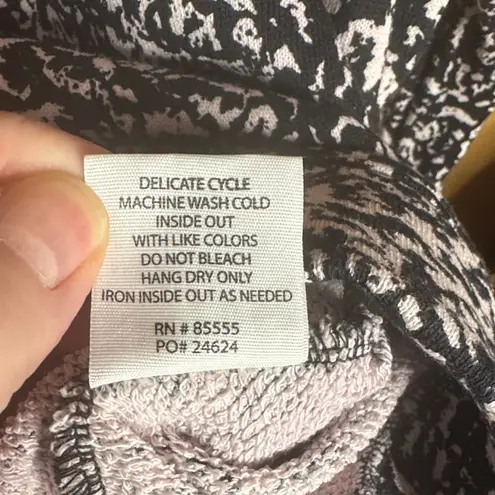 DELICATE CYCLE
MACHINE WASH COLD
INSIDE OUT
WITH LIKE COLORS
DO NOT BLEACH
HANG DRY ONLY
IRON INSIDE OUT AS NEEDED
RN # 85555
PO# 24624